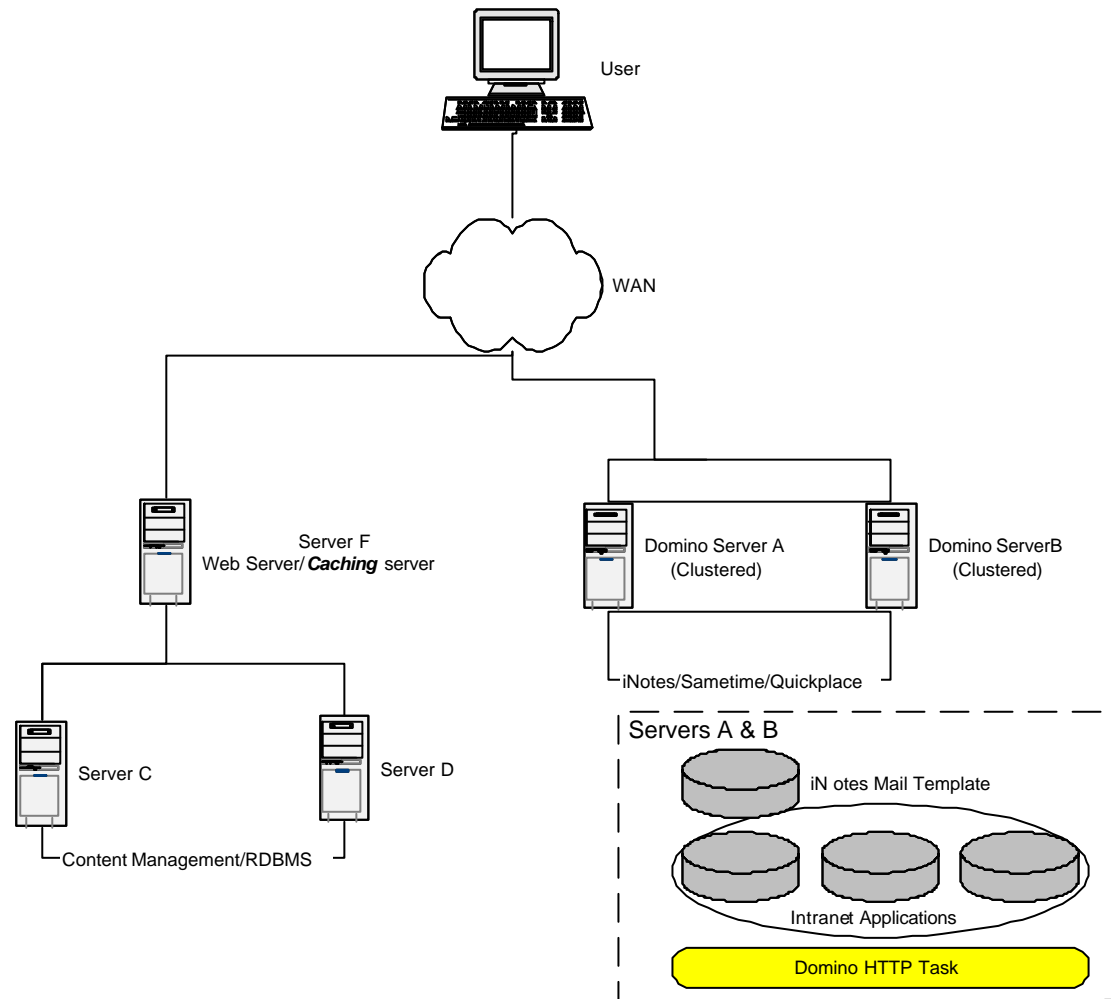 User
WAN
Server F
Web Server/Caching server
Domino Server A
(Clustered)
Domino ServerB
(Clustered)
iNotes/Sametime/Quickplace
Server C
Server D
Content Management/RDBMS
Servers A & B
iN otes Mail Template
Intranet Applications
Domino HTTP Task